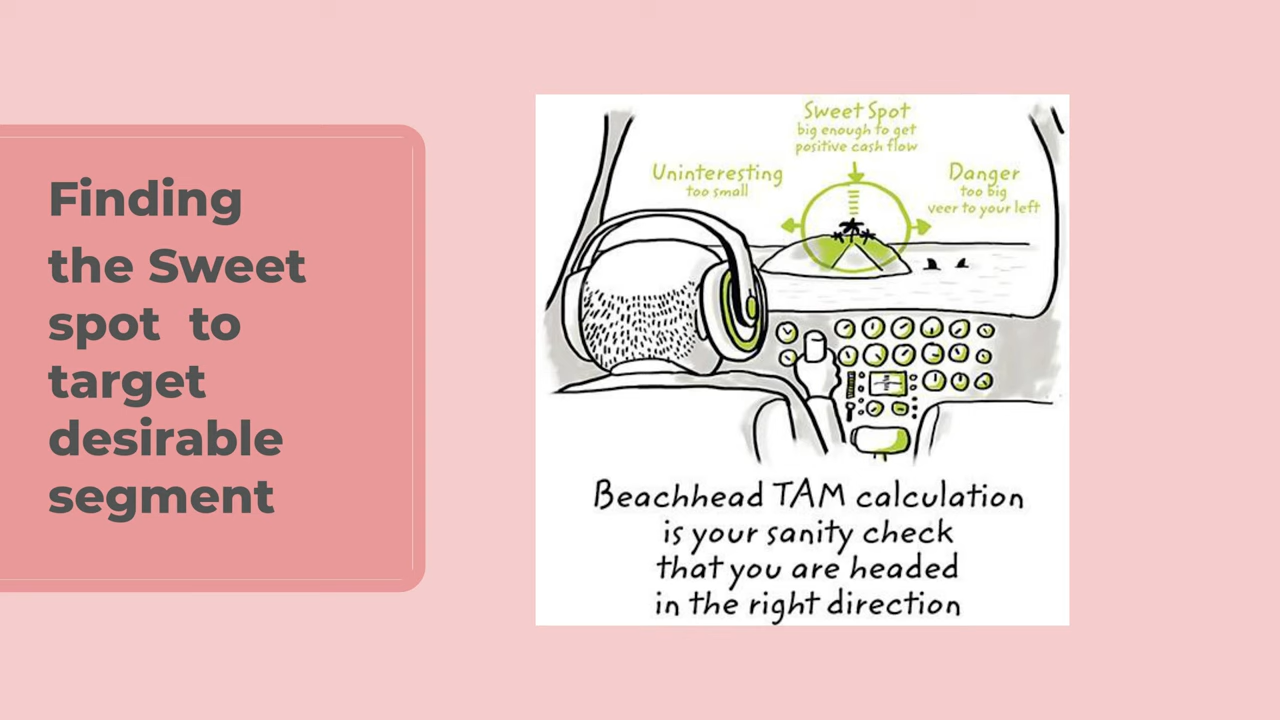 Finding
the Sweet
spot to
target
desirable
segment
Sweet Spot
big enough to get
positive cash flow
Uninteresting
too small
Danger
too big
veer to your left
Beachhead TAM calculation
is your sanity check
that you are headed
in the right direction